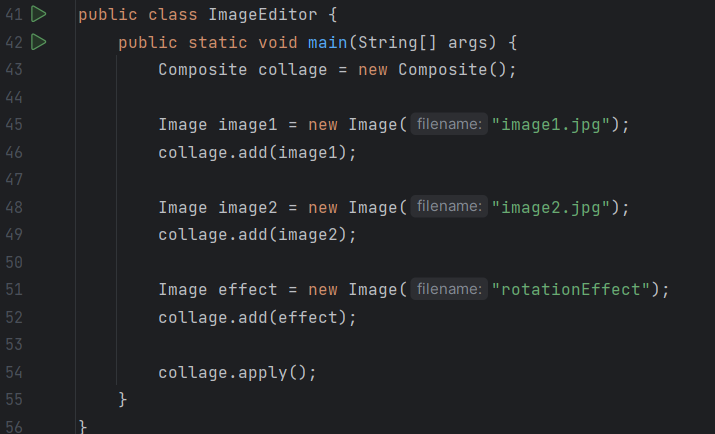 41 public class ImageEditor {
42     public static void main(String[] args) {
43         Composite collage = new Composite();
44
45         Image image1 = new Image( filename: "image1.jpg");
46         collage.add(image1);
47
48         Image image2 = new Image( filename: "image2.jpg");
49         collage.add(image2);
50
51         Image effect = new Image( filename: "rotationEffect");
52         collage.add(effect);
53
54         collage.apply();
55     }
56 }